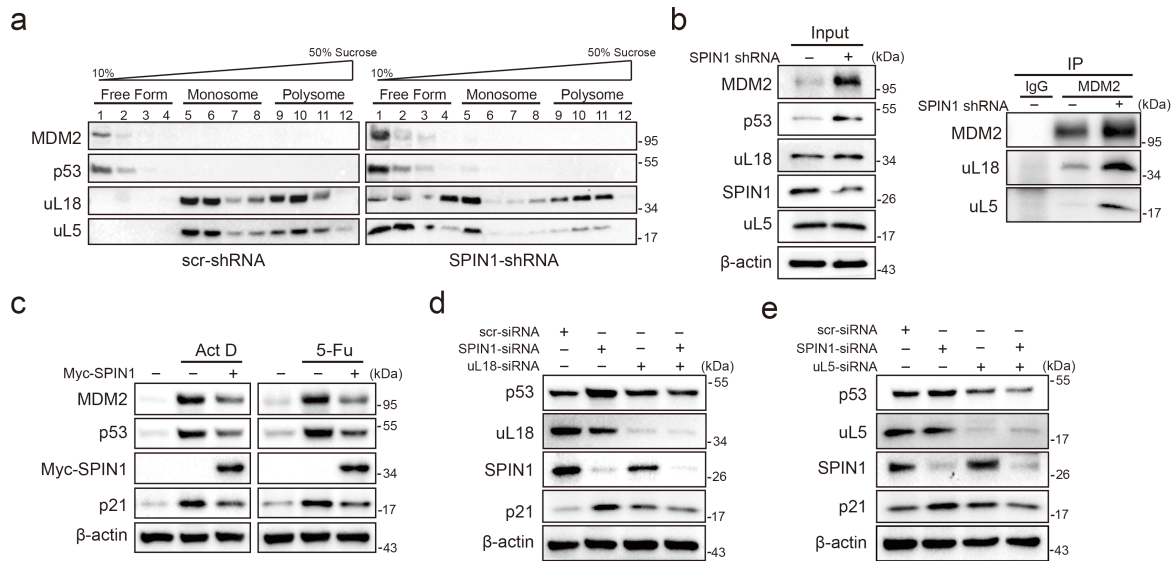 a
50% Sucrose
50% Sucrose
10%
10%
Free Form Monosome Polysome
Free Form Monosome Polysome
1 2 3 4 5 6 7 8 9 10 11 12
1 2 3 4 5 6 7 8 9 10 11 12
MDM2
-95
p53
-55
uL18
-34
uL5
-17
scr-shRNA
SPIN1-shRNA
b
Input
SPIN1 shRNA – + (kDa)
MDM2
-95
p53
-55
uL18
-34
SPIN1
-26
uL5
-17
β-actin
-43
IP
IgG MDM2
SPIN1 shRNA – – + (kDa)
MDM2
-95
uL18
-34
uL5
-17
c
Act D 5-Fu
Myc-SPIN1 – – + – – + (kDa)
MDM2
-95
p53
-55
Myc-SPIN1
-34
p21
-17
β-actin
-43
d
scr-siRNA + – – –
SPIN1-siRNA – + – +
uL18-siRNA – – + + (kDa)
p53
-55
uL18
-34
SPIN1
-26
p21
-17
β-actin
-43
e
scr-siRNA + – – –
SPIN1-siRNA – + – +
uL5-siRNA – – + + (kDa)
p53
-55
uL5
-17
SPIN1
-26
p21
-17
β-actin
-43